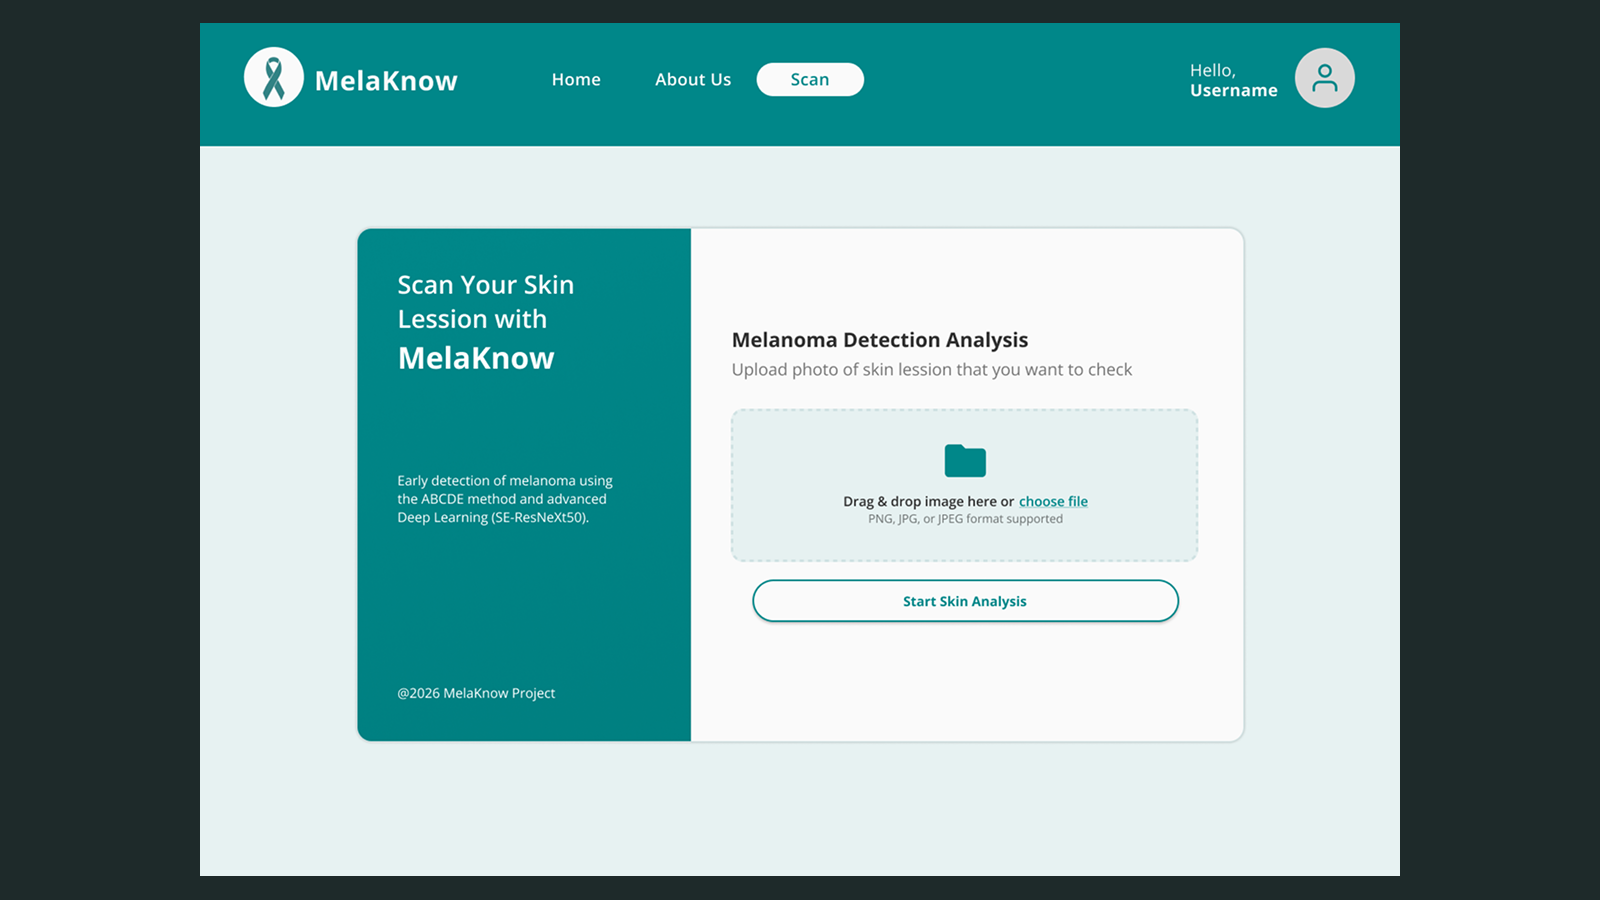 MelaKnow
Home
About Us
Scan
Hello,
Username
Scan Your Skin
Lession with
MelaKnow
Early detection of melanoma using
the ABCDE method and advanced
Deep Learning (SE-ResNeXt50).
@2026 MelaKnow Project
Melanoma Detection Analysis
Upload photo of skin lession that you want to check
Drag & drop image here or choose file
PNG, JPG, or JPEG format supported
Start Skin Analysis